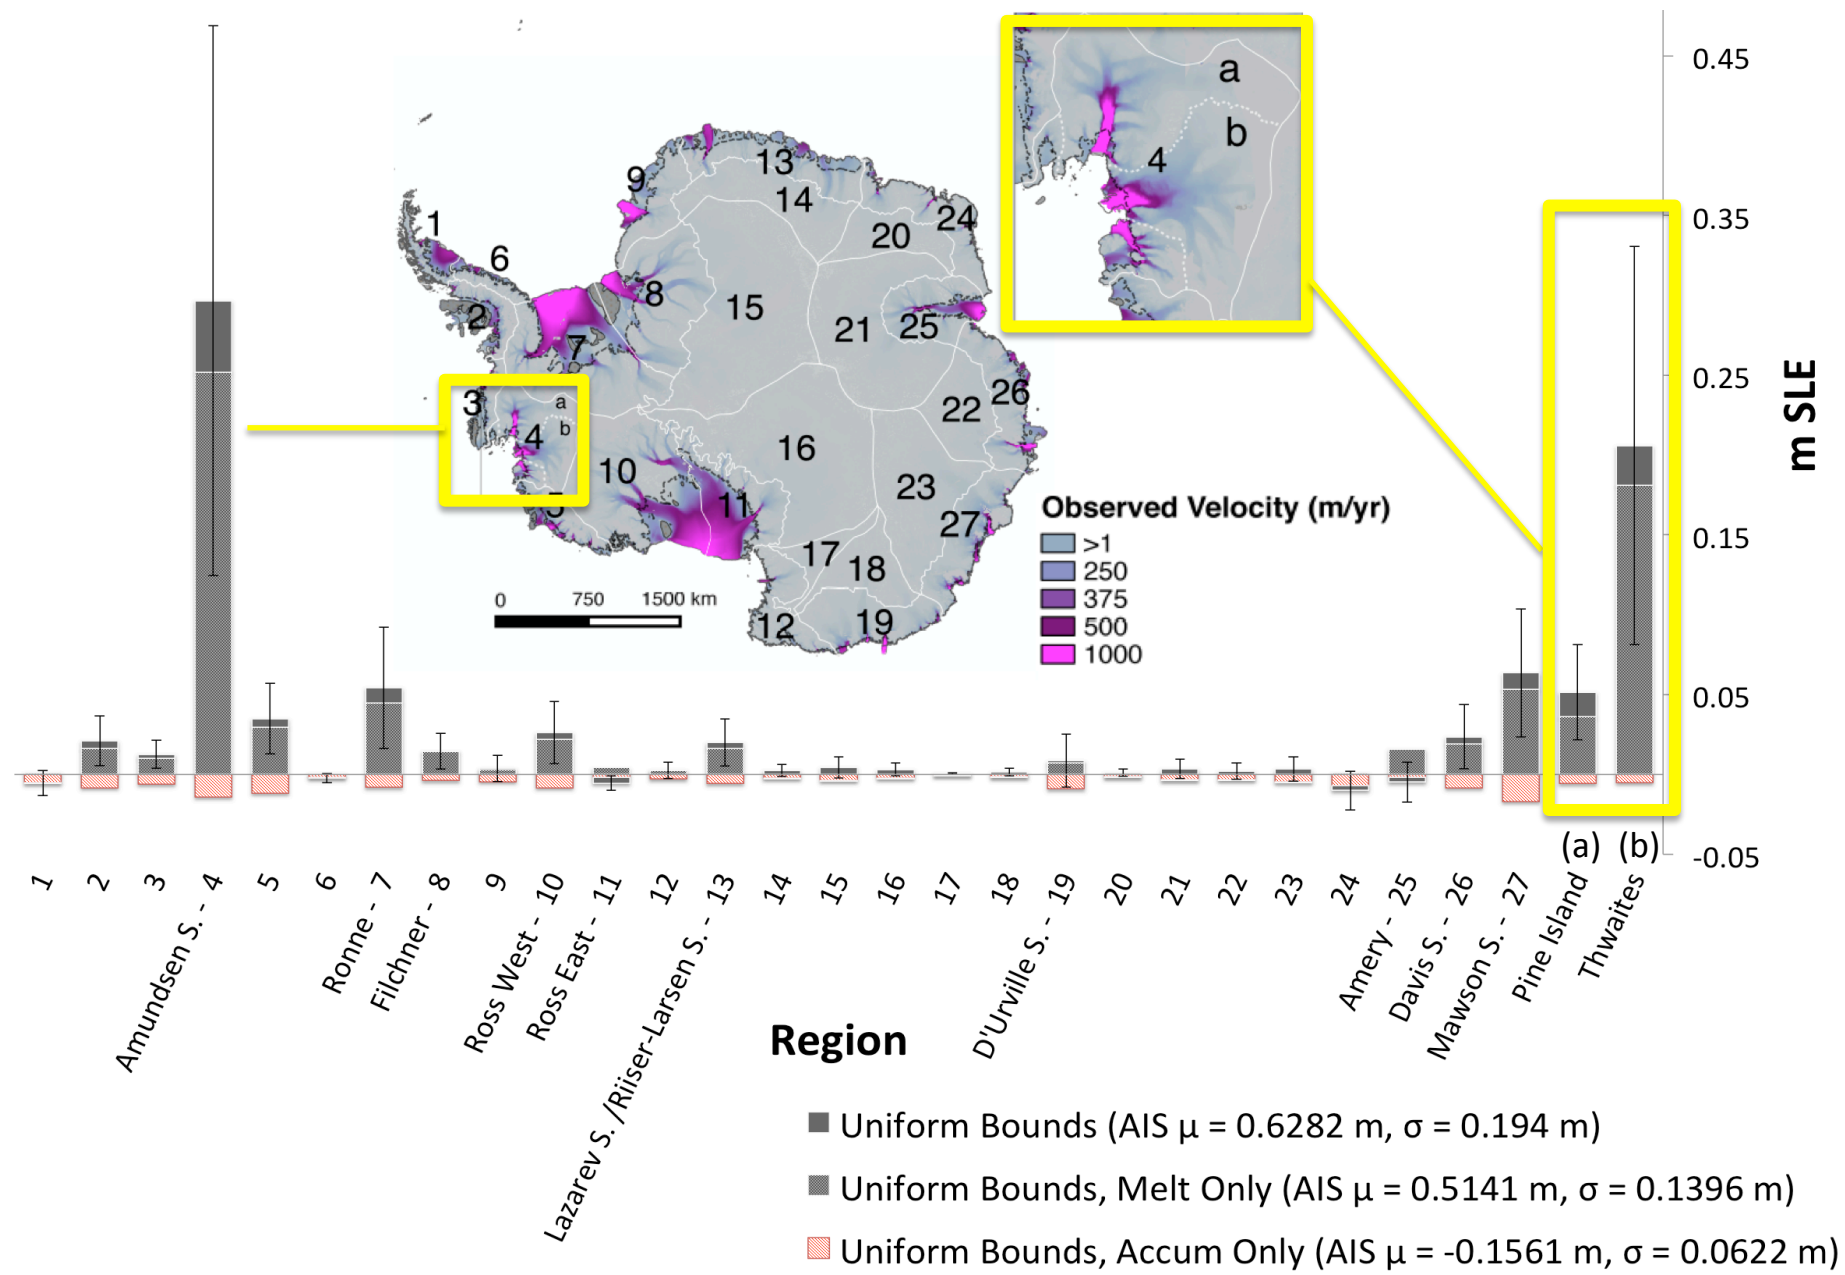 1
6
2
3
4
a
b
5
7
8
9
10
11
12
13
14
15
16
17
18
19
20
21
22
23
24
25
26
27
a
b
4
Observed Velocity (m/yr)
>1
250
375
500
1000
0 750 1500 km
0.45
0.35
0.25
0.15
0.05
-0.05
m SLE
(a) (b)
1
2
3
Amundsen S. - 4
5
6
Ronne - 7
Filchner - 8
9
Ross West - 10
Ross East - 11
12
Lazarev S. /Riiser-Larsen S. - 13
14
15
16
17
18
D'Urville S. - 19
20
21
22
23
24
Amery - 25
Davis S. - 26
Mawson S. - 27
Pine Island
Thwaites
Region
Uniform Bounds (AIS μ = 0.6282 m, σ = 0.194 m)
Uniform Bounds, Melt Only (AIS μ = 0.5141 m, σ = 0.1396 m)
Uniform Bounds, Accum Only (AIS μ = -0.1561 m, σ = 0.0622 m)